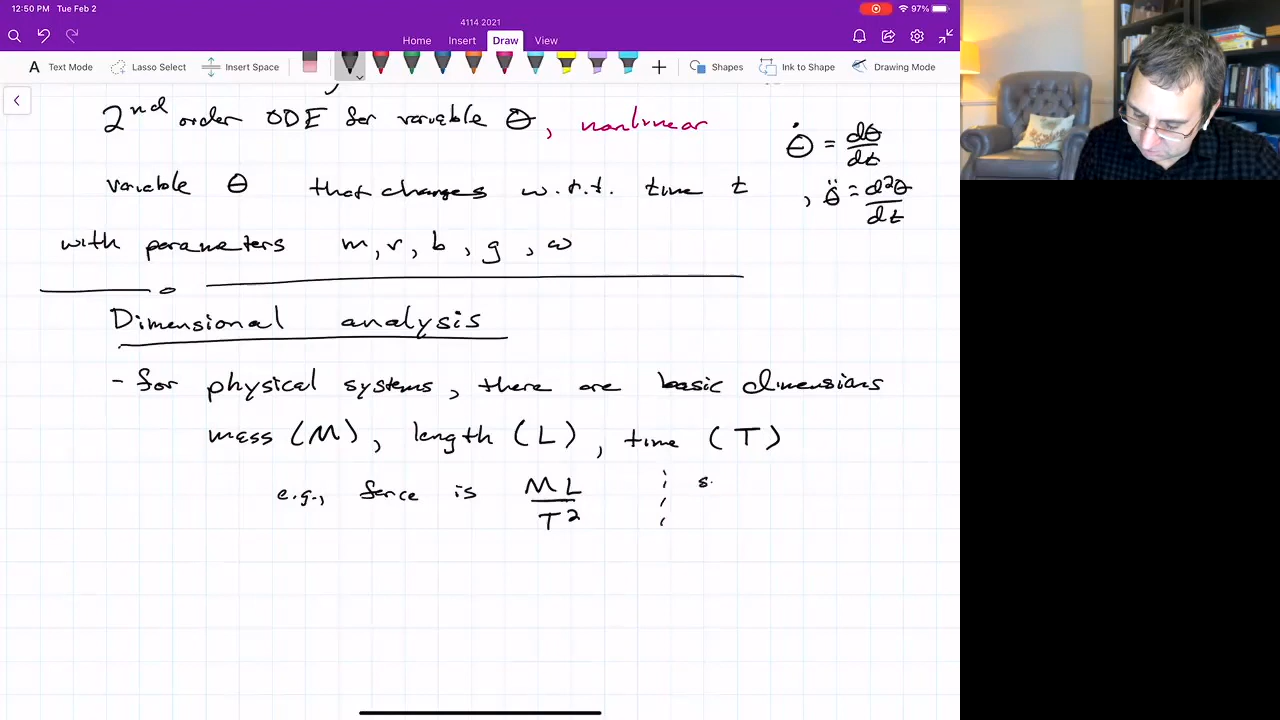 12:50 PM Tue Feb 2
97%
4114 2021
Home Insert Draw View
Text Mode Lasso Select Insert Space Shapes Ink to Shape Drawing Mode
2nd order ODE for variable θ, nonlinear
θ̇ = dθ/dt
variable θ that changes w.r.t. time t
, θ̈ = d²θ/dt
with parameters m, r, b, g, ω
Dimensional analysis
- for physical systems, there are basic dimensions
mass (M), length (L), time (T)
e.g., force is ML/T² s